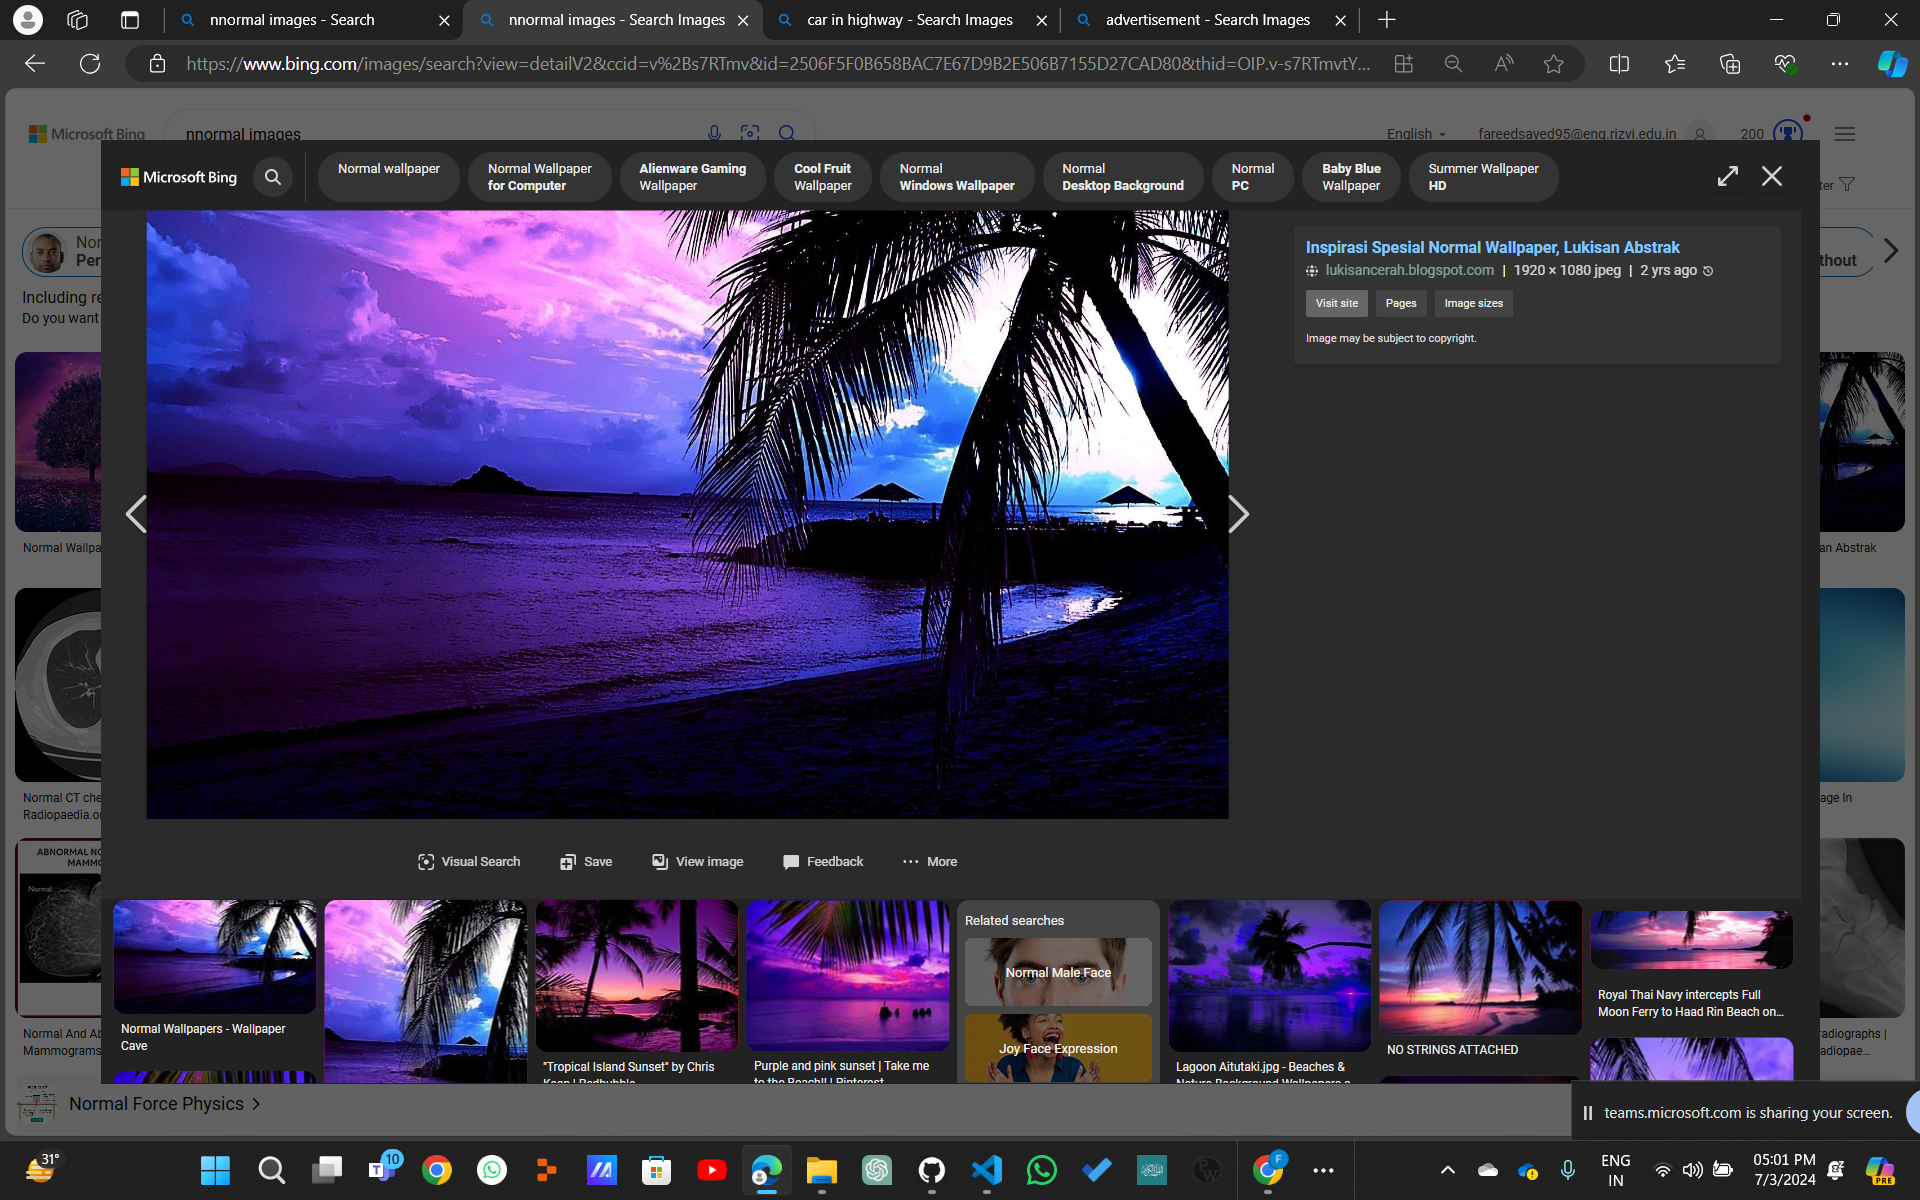 nnormal images - Search
nnormal images - Search Images
car in highway - Search Images
advertisement - Search Images
https://www.bing.com/images/search?view=detailV2&ccid=v%2Bs7RTmv&id=2506F5F0B658BAC7E67D9B2E506B7155D27CAD80&thid=OIP.v-s7RTmvtY...
Microsoft Bing
nnormal images
English
fareedsayed95@eng.rizvi.edu.in
200
Microsoft Bing
Normal wallpaper
Normal Wallpaper
for Computer
Alienware Gaming
Wallpaper
Cool Fruit
Wallpaper
Normal
Windows Wallpaper
Normal
Desktop Background
Normal
PC
Baby Blue
Wallpaper
Summer Wallpaper
HD
ter
Nor
Per
thout
Including re
Do you want
Inspirasi Spesial Normal Wallpaper, Lukisan Abstrak
lukisancerah.blogspot.com | 1920 × 1080 jpeg | 2 yrs ago
Visit site
Pages
Image sizes
Image may be subject to copyright.
Normal Wallpa
an Abstrak
Normal CT che
Radiopaedia.o
age In
ABNORMAL NO
MAMMO
Normal
Normal And Ab
Mammograms
radiographs |
adiopae...
Visual Search
Save
View image
Feedback
More
Normal Wallpapers - Wallpaper
Cave
"Tropical Island Sunset" by Chris
Purple and pink sunset | Take me
to the Beach!! | Pinterest
Related searches
Normal Male Face
Joy Face Expression
Lagoon Aitutaki.jpg - Beaches &
Nature Background Wallpapers o
NO STRINGS ATTACHED
Royal Thai Navy intercepts Full
Moon Ferry to Haad Rin Beach on...
Normal Force Physics
teams.microsoft.com is sharing your screen.
31°
10
F
ENG
IN
05:01 PM
7/3/2024
PRE